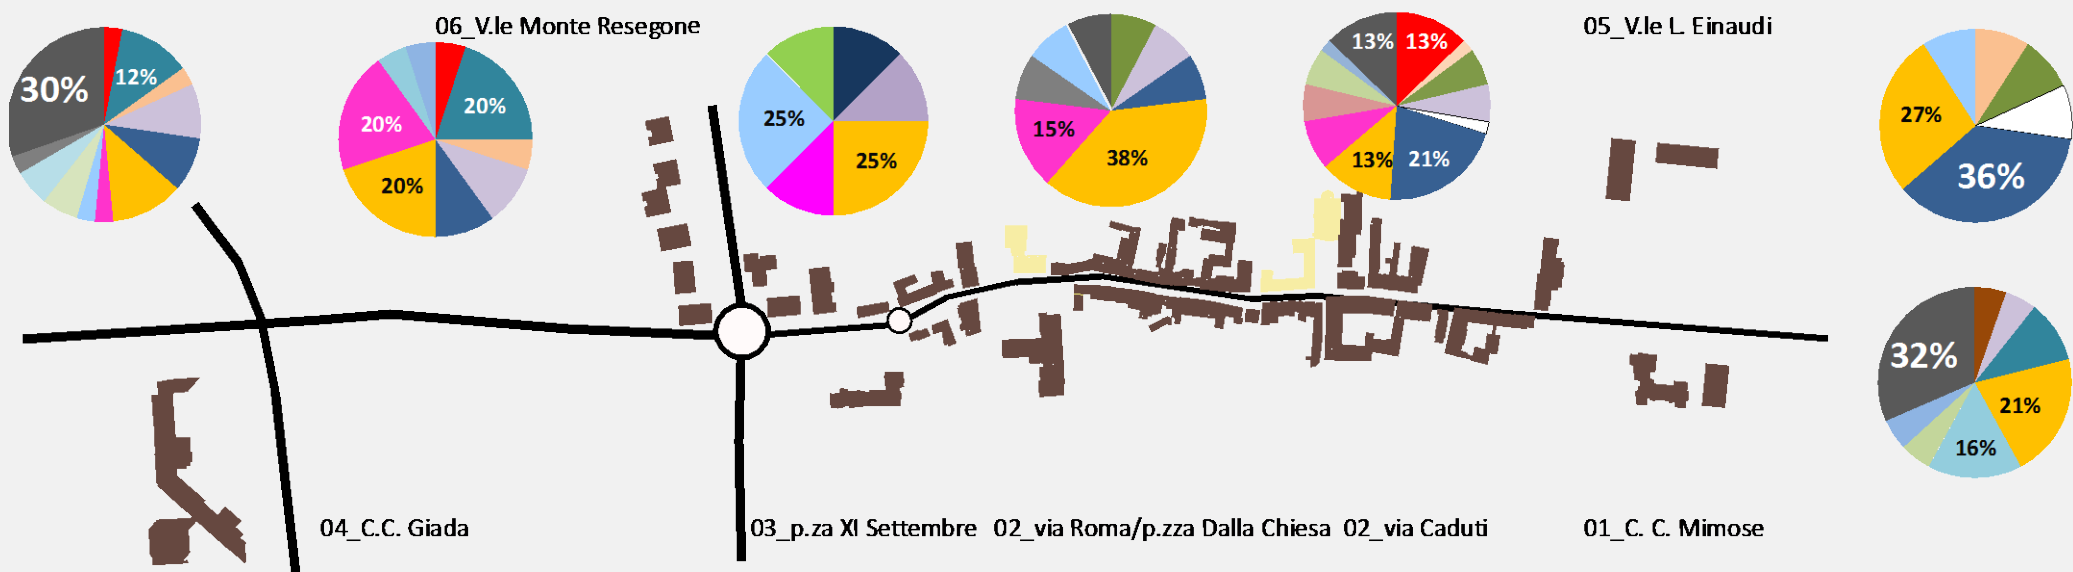 06_V.le Monte Resegone
05_V.le L. Einaudi
30%
12%
20%
20%
20%
25%
25%
15%
38%
13%
13%
13%
21%
27%
36%
32%
21%
16%
04_C.C. Giada
03_p.za XI Settembre
02_via Roma/p.zza Dalla Chiesa
02_via Caduti
01_C. C. Mimose